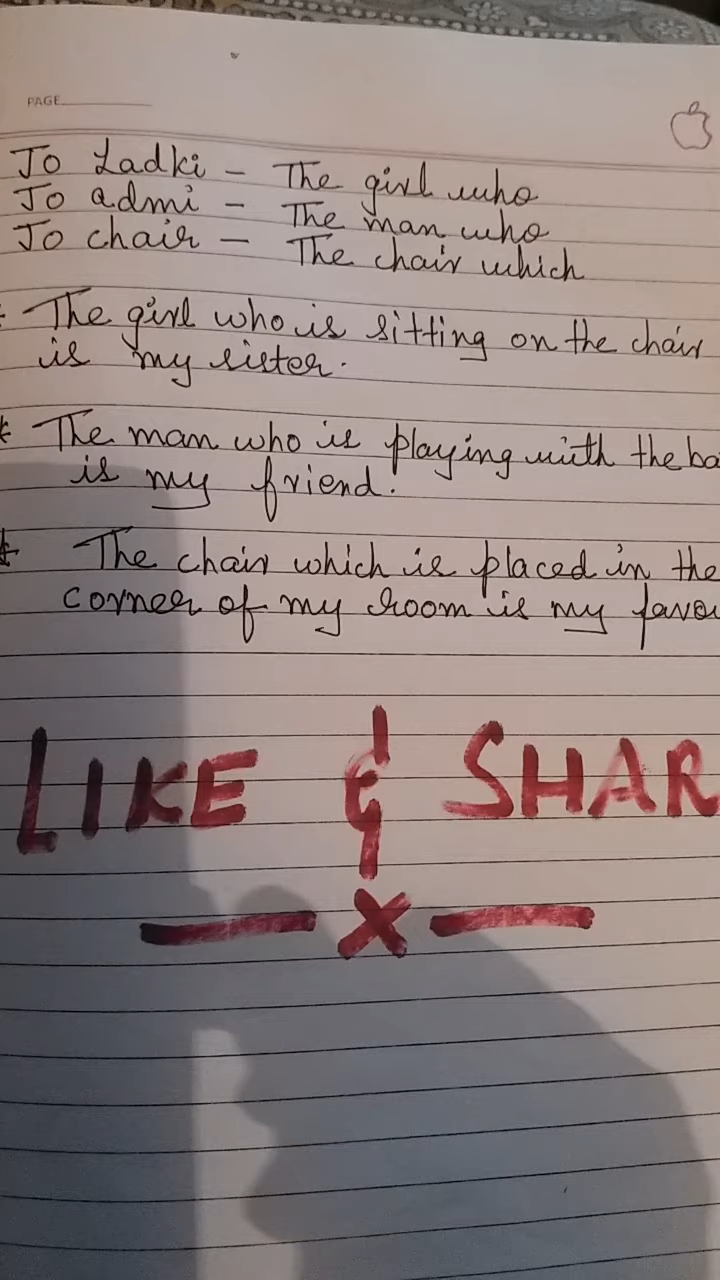 PAGE
Jo Ladki - The girl who
Jo admi - The man who
Jo chair - The chair which
The girl who is sitting on the chair
is my sister.
* The man who is playing with the ba
is my friend.
* The chair which is placed in the
corner of my room is my favou
LIKE & SHAR